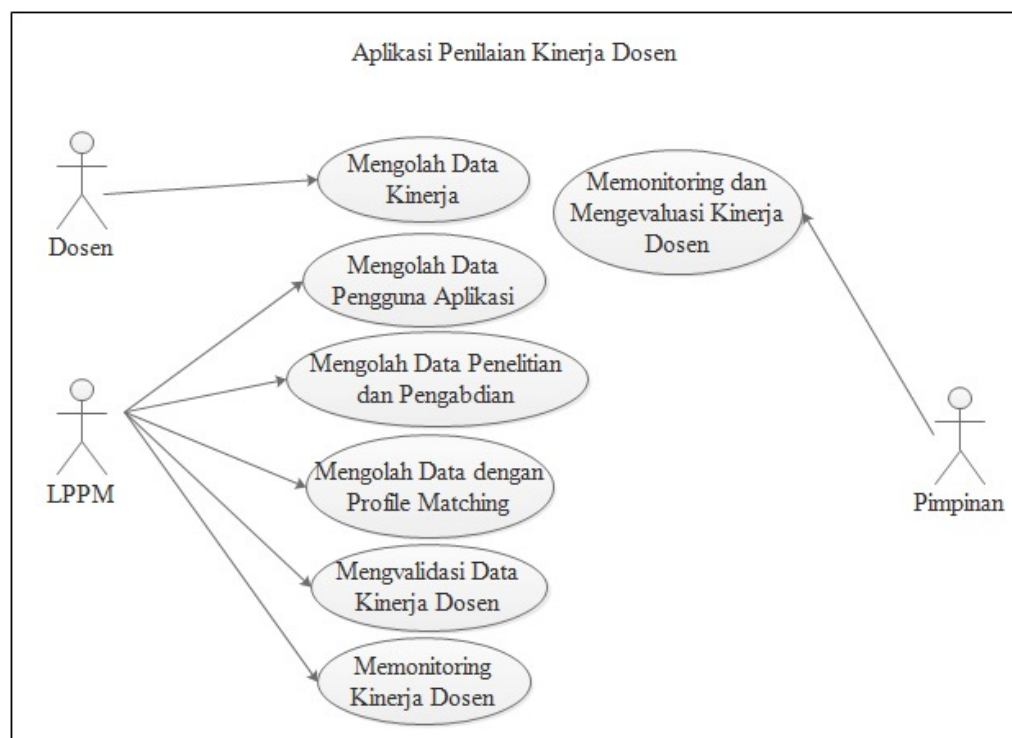 Aplikasi Penilaian Kinerja Dosen
Mengolah Data
Kinerja
Dosen
Memonitoring dan
Mengevaluasi Kinerja
Dosen
Mengolah Data
Pengguna Aplikasi
Mengolah Data Penelitian
dan Pengabdian
LPPM
Mengolah Data dengan
Profile Matching
Pimpinan
Mengvalidasi Data
Kinerja Dosen
Memonitoring
Kinerja Dosen